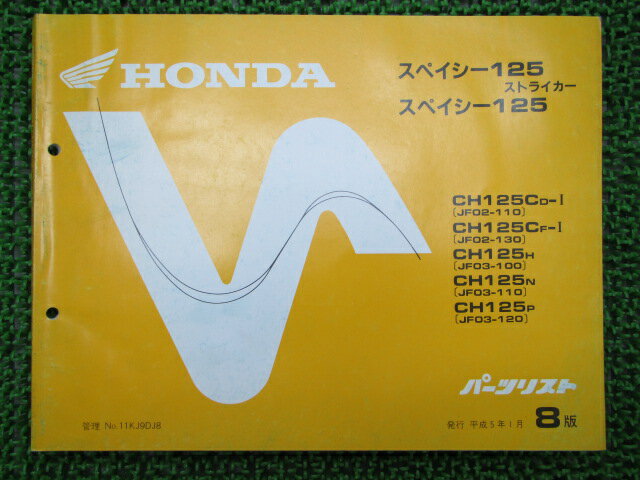 HONDA
スペイシー125
ストライカー
スペイシー125
CH125CD-I
(JF02-110)
CH125CF-I
(JF02-130)
CH125H
(JF03-100)
CH125N
(JF03-110)
CH125P
(JF03-120)
パーツリスト
管理 No.11KJ9DJ8
発行 平成5年1月 8版